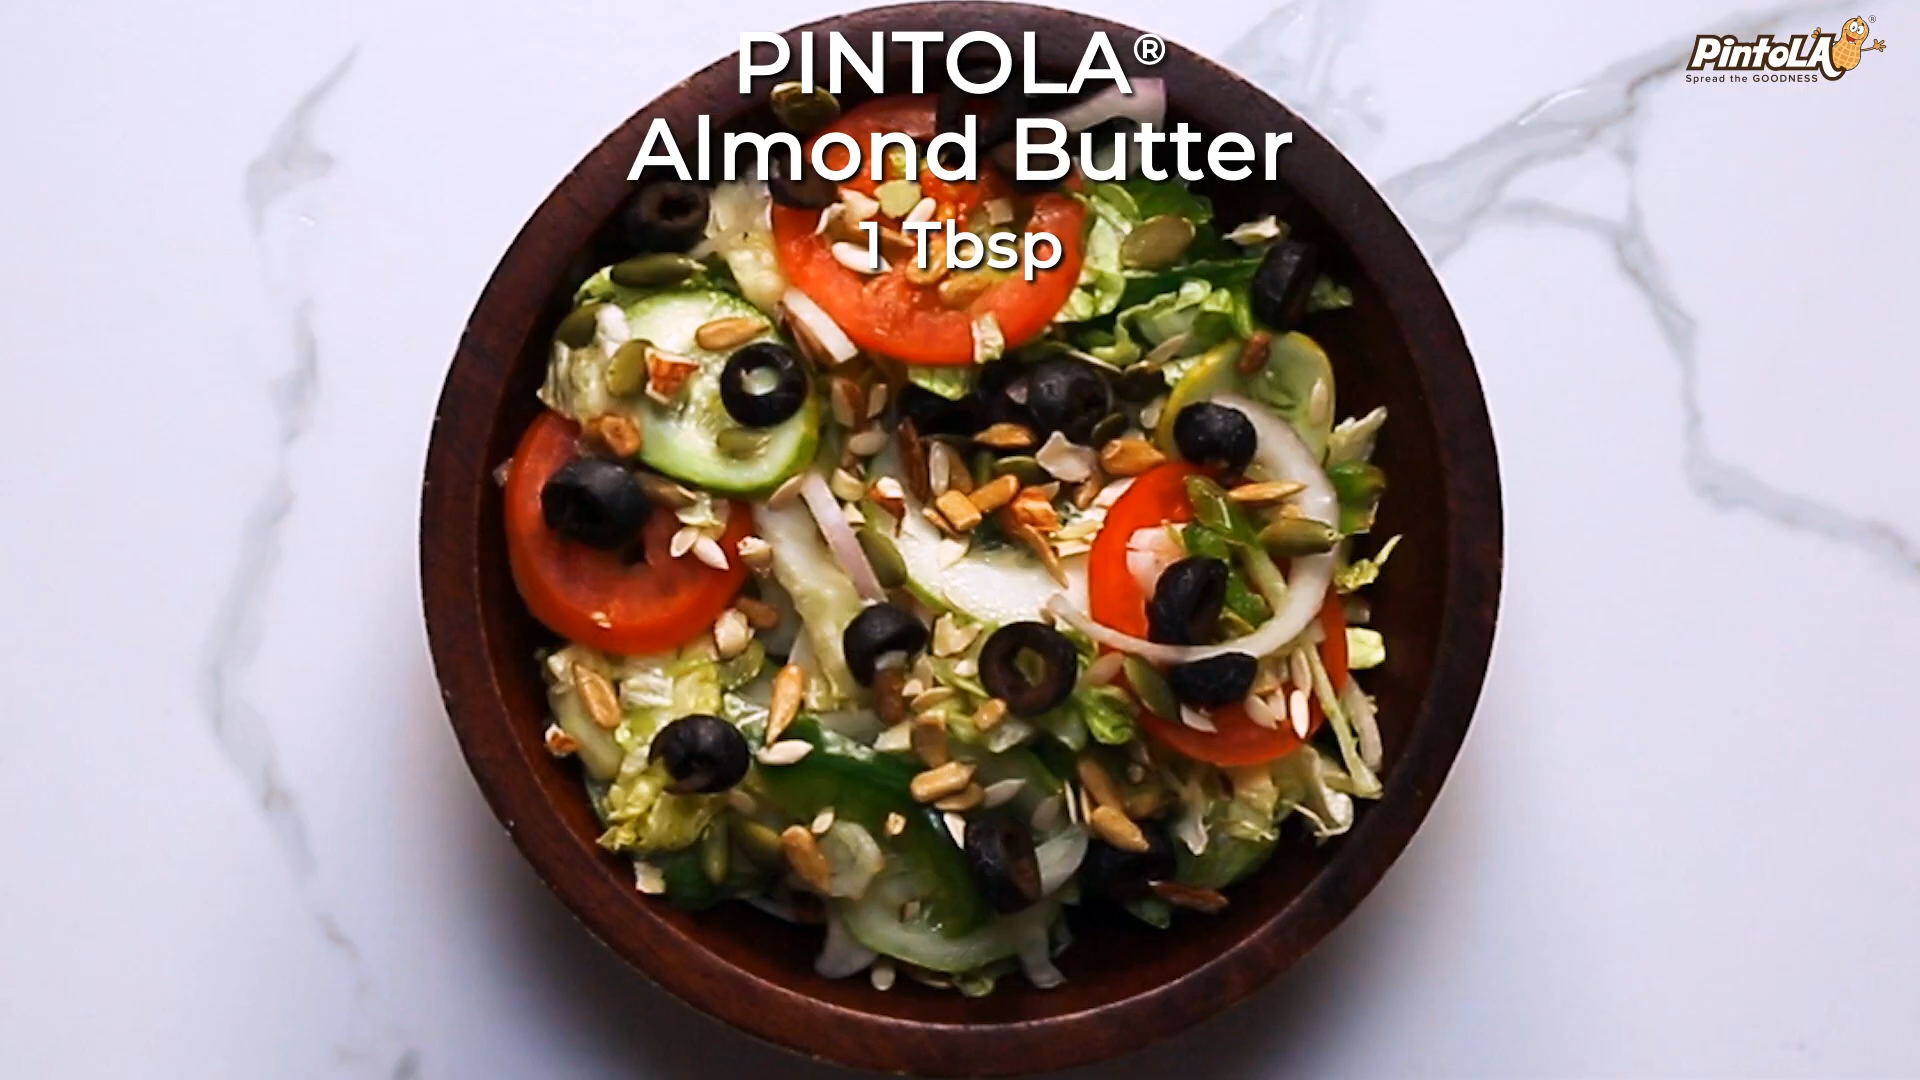 PINTOLA®
Almond Butter
1 Tbsp
PintoLA®
Spread the GOODNESS